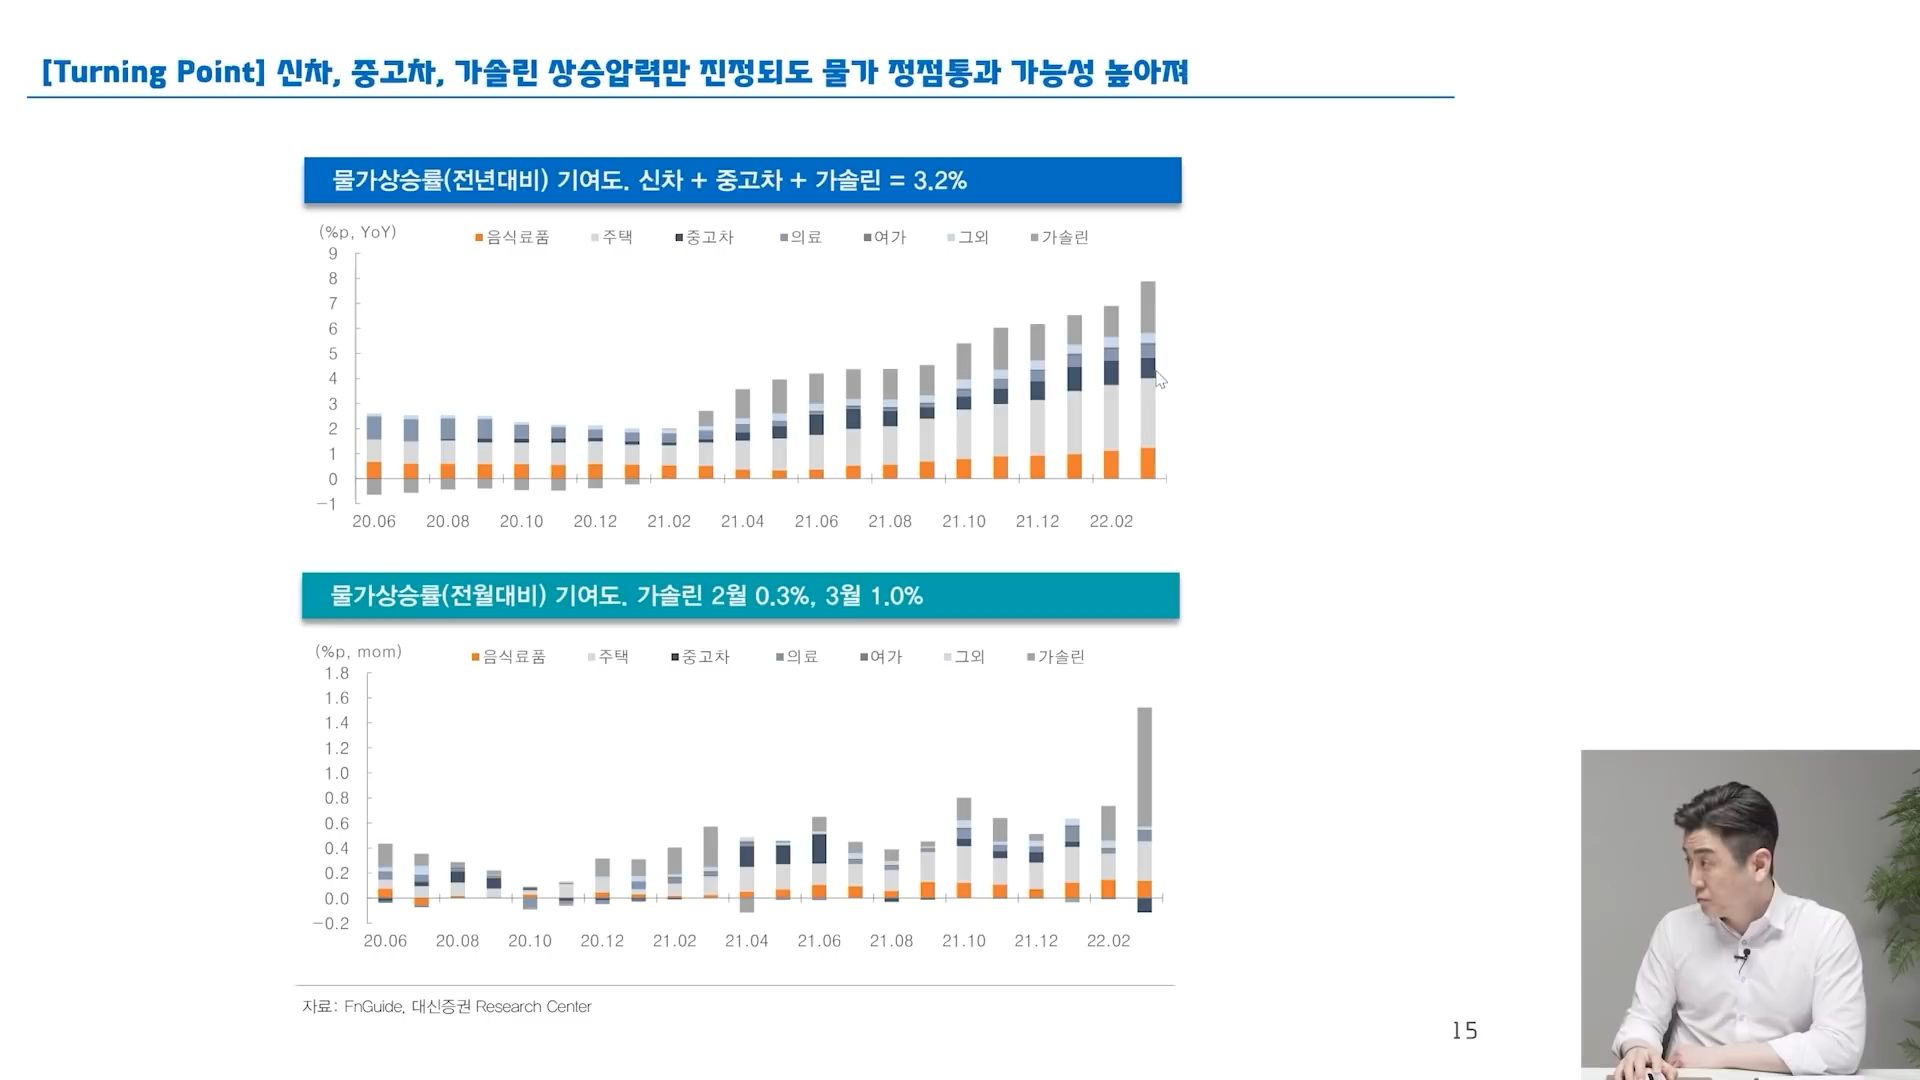 [Turning Point] 신차, 중고차, 가솔린 상승압력만 진정되도 물가 정점통과 가능성 높아져
물가상승률(전년대비) 기여도. 신차 + 중고차 + 가솔린 = 3.2%
(%p, YoY)
음식료품 주택 중고차 의료 여가 그외 가솔린
9
8
7
6
5
4
3
2
1
0
-1
20.06 20.08 20.10 20.12 21.02 21.04 21.06 21.08 21.10 21.12 22.02
물가상승률(전월대비) 기여도. 가솔린 2월 0.3%, 3월 1.0%
(%p, mom)
음식료품 주택 중고차 의료 여가 그외 가솔린
1.8
1.6
1.4
1.2
1.0
0.8
0.6
0.4
0.2
0.0
-0.2
20.06 20.08 20.10 20.12 21.02 21.04 21.06 21.08 21.10 21.12 22.02
자료: FnGuide, 대신증권 Research Center
15